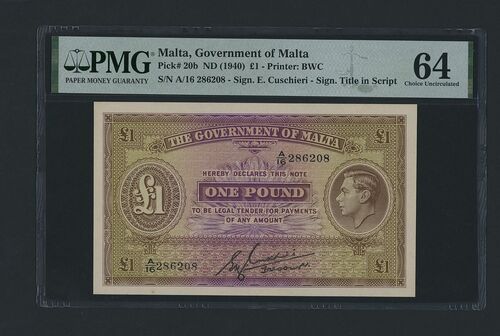 PMG
PAPER MONEY GUARANTY
Malta, Government of Malta
Pick# 20b ND (1940) £1 - Printer: BWC
S/N A/16 286208 - Sign. E. Cuschieri - Sign. Title in Script
64
Choice Uncirculated
£1
THE GOVERNMENT OF MALTA
£1
A/16 286208
HEREBY DECLARES THIS NOTE
£1
ONE POUND
TO BE LEGAL TENDER FOR PAYMENTS
OF ANY AMOUNT
A/16 286208
£1
£1